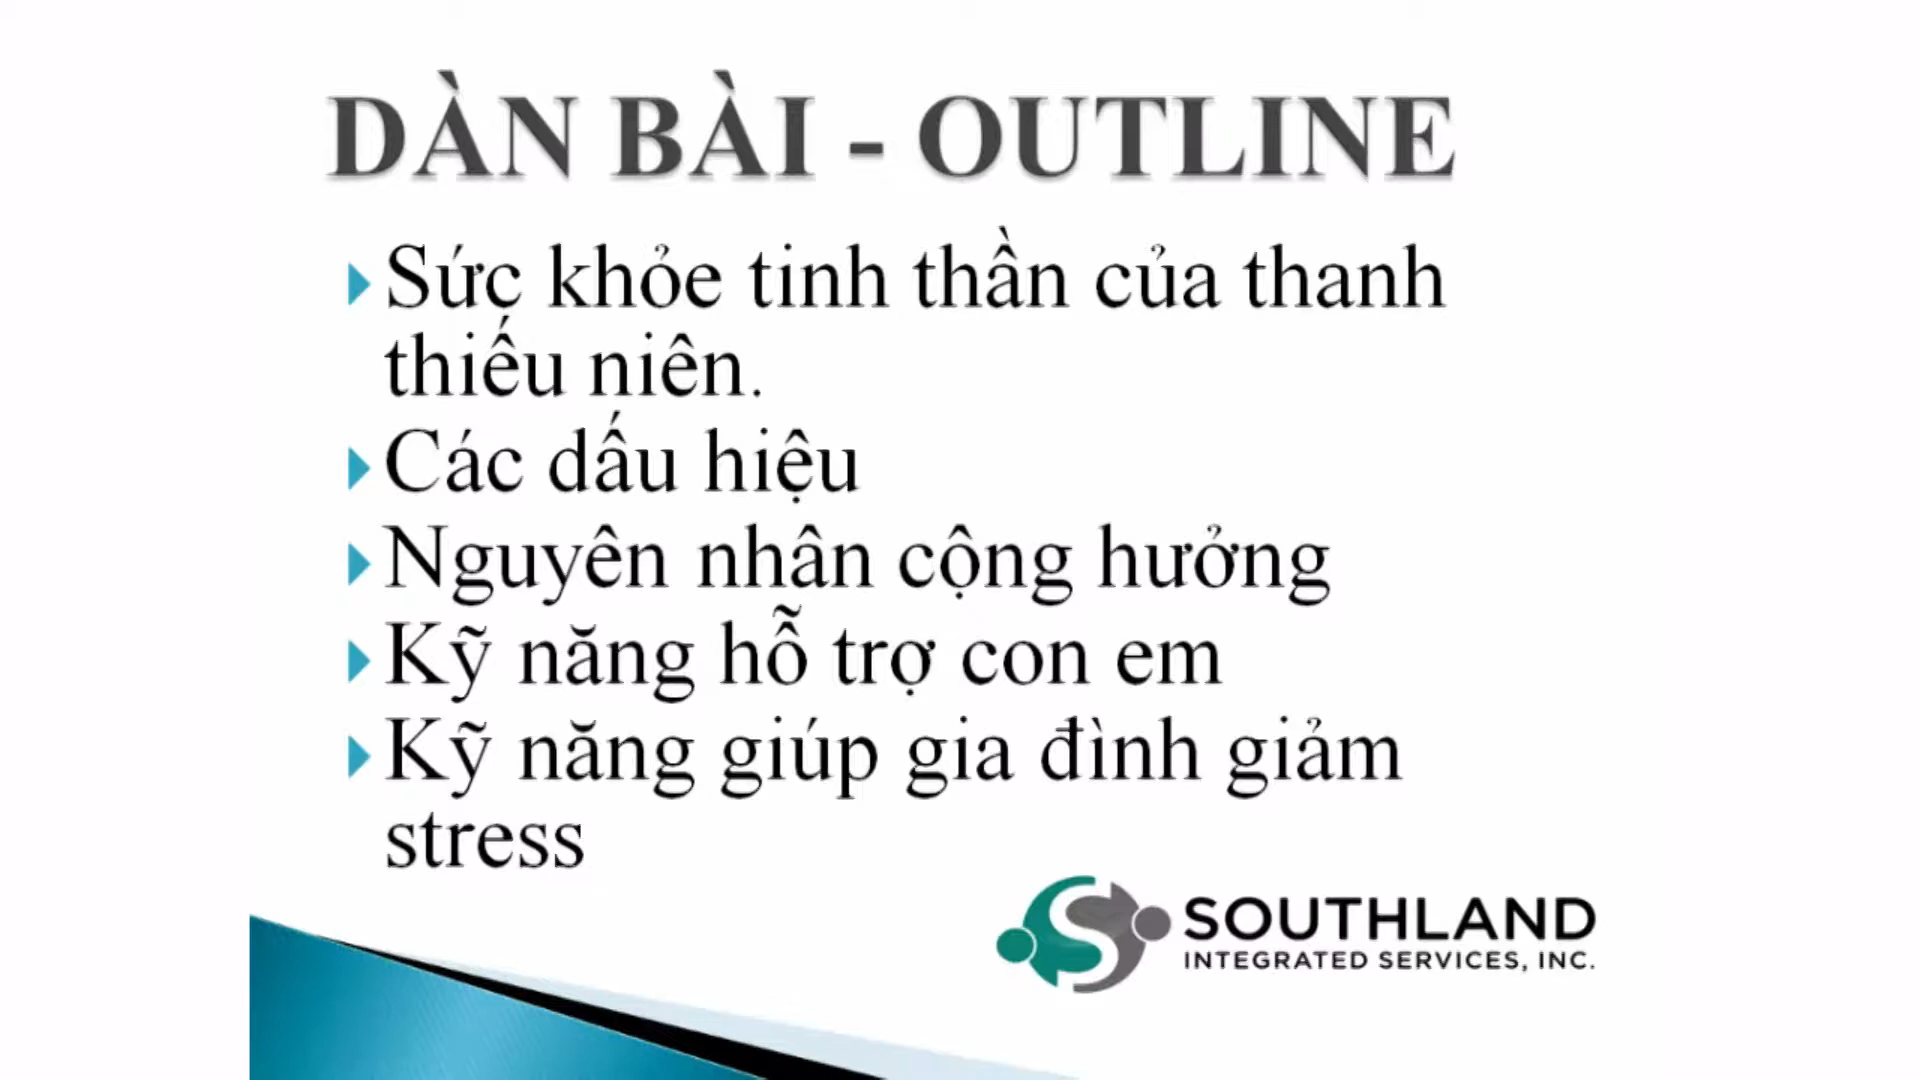 DÀN BÀI - OUTLINE
Sức khỏe tinh thần của thanh
thiếu niên.
Các dấu hiệu
Nguyên nhân cộng hưởng
Kỹ năng hỗ trợ con em
Kỹ năng giúp gia đình giảm
stress
SOUTHLAND
INTEGRATED SERVICES, INC.